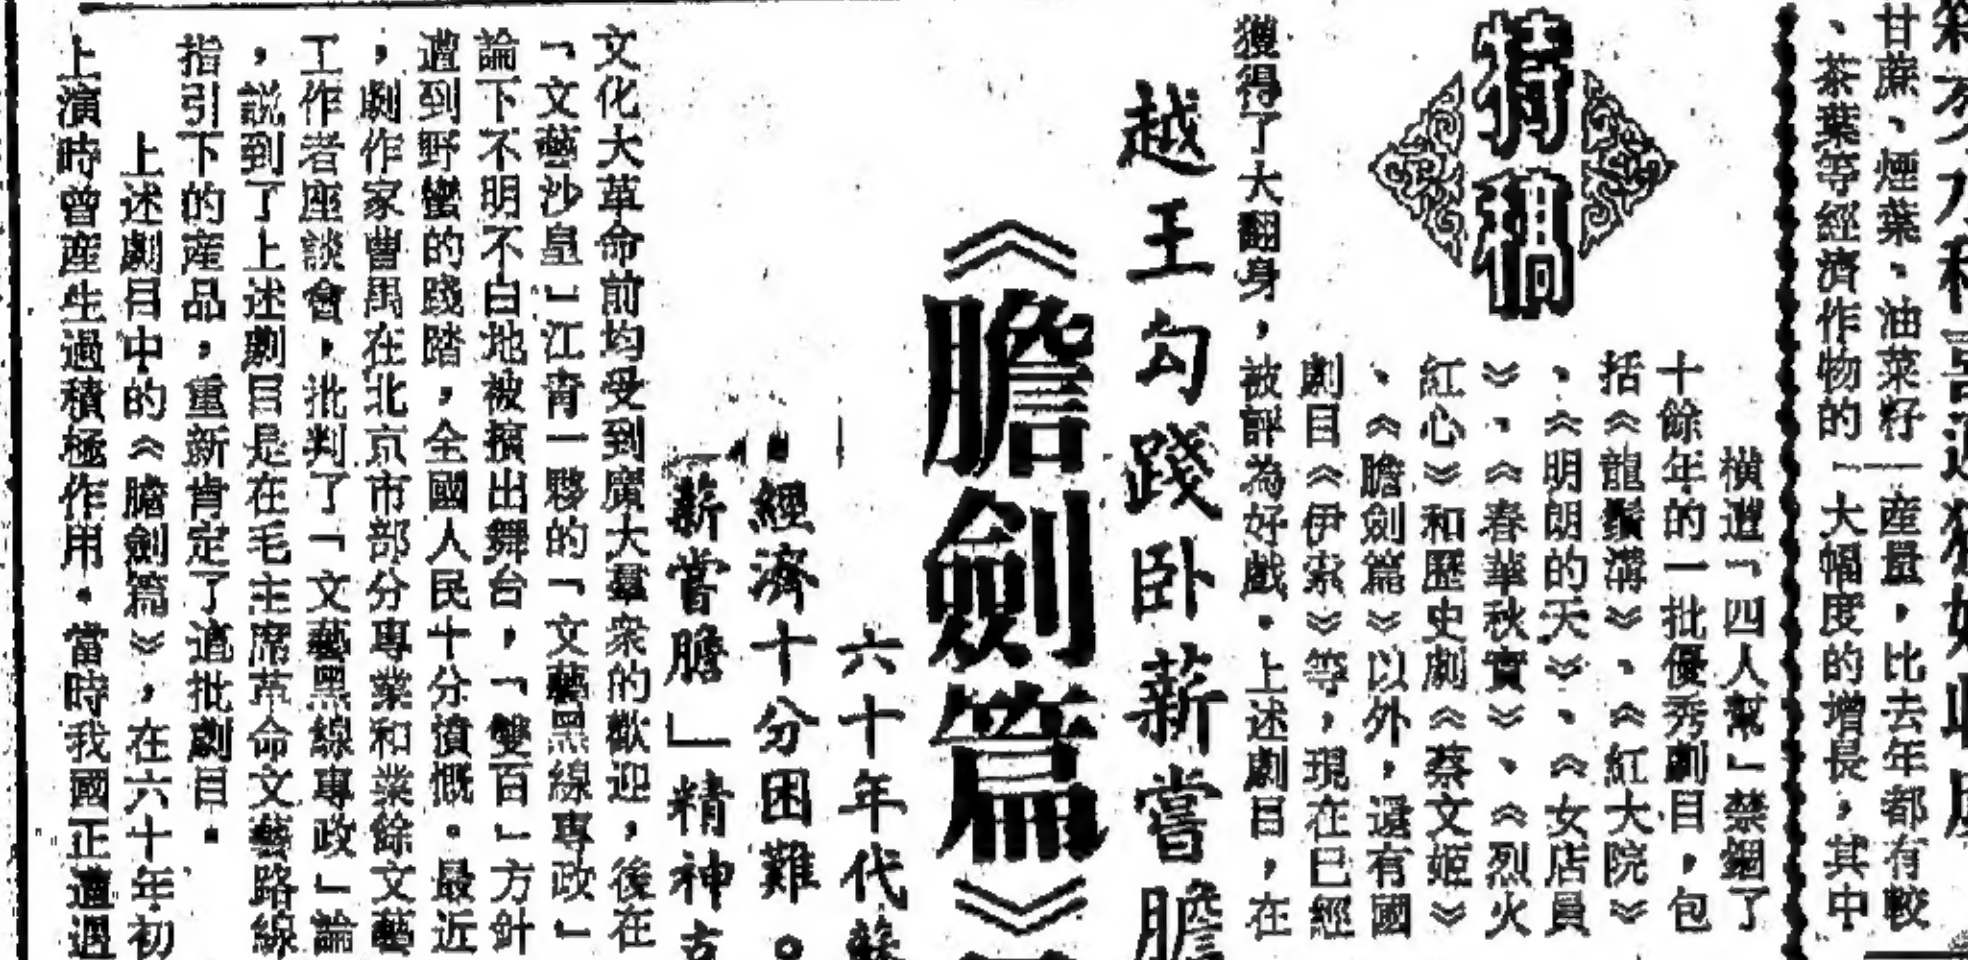 甘蔗、煙葉、油菜籽——產量,比去年都有較
、茶葉等經濟作物的 大幅度的增長,其中
特稿
橫遭「四人幫」禁錮了
十餘年的一批優秀劇目,包
括《龍鬚溝》、《紅大院》
、《明朗的天》、《女店員
》、《春華秋實》、《烈火
紅心》和歷史劇《蔡文姬》
、《膽劍篇》以外,還有國
劇目《伊索》等,現在已經
獲得了大翻身,被評為好戲。上述劇目,在
越王勾踐卧薪嘗膽
《膽劍篇》
六十年代
經濟十分困難。
薪嘗膽」精神
文化大革命前均受到廣大羣衆的歡迎,後在
「文藝沙皇」江青一夥的「文藝黑線專政」
論下不明不白地被擯出舞台,「雙百」方針
遭到野蠻的踐踏,全國人民十分憤慨。最近
,劇作家曹禺在北京市部分專業和業餘文藝
工作者座談會,批判了「文藝黑線專政」論
,説到了上述劇目是在毛主席革命文藝路線
指引下的產品,重新肯定了這批劇目。
上述劇目中的《膽劍篇》,在六十年初
上演時曾產生過積極作用。當時我國正遭遇